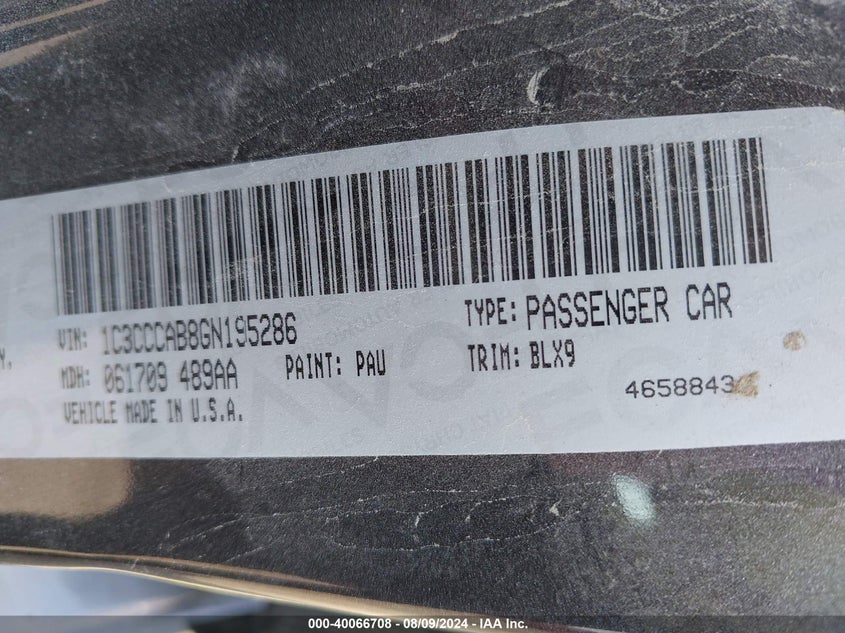 VIN: 1C3CCCAB8GN195286
TYPE: PASSENGER CAR
MDH: 061709 489AA
PAINT: PAU
TRIM: BLX9
VEHICLE MADE IN U.S.A.
000-40066708 - 08/09/2024 - IAA Inc.